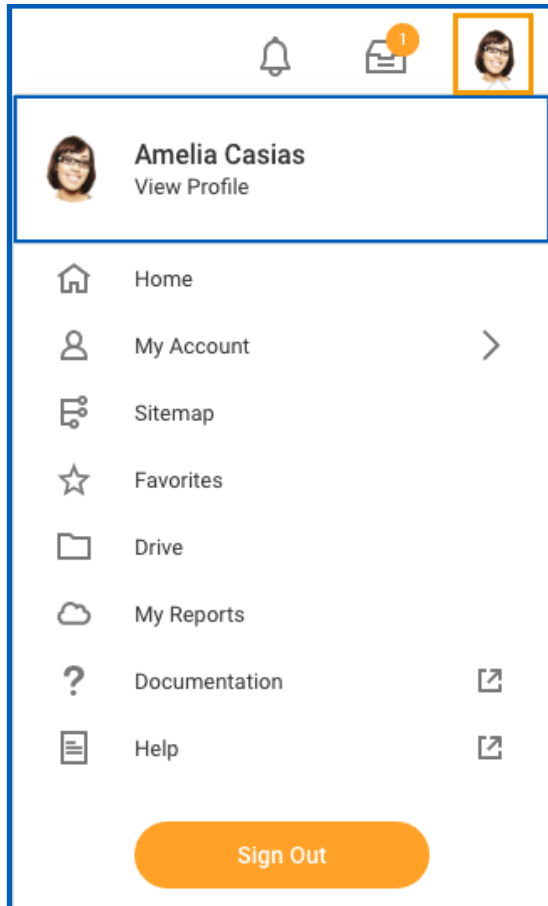 1
Amelia Casias
View Profile
Home
My Account
Sitemap
Favorites
Drive
My Reports
Documentation
Help
Sign Out